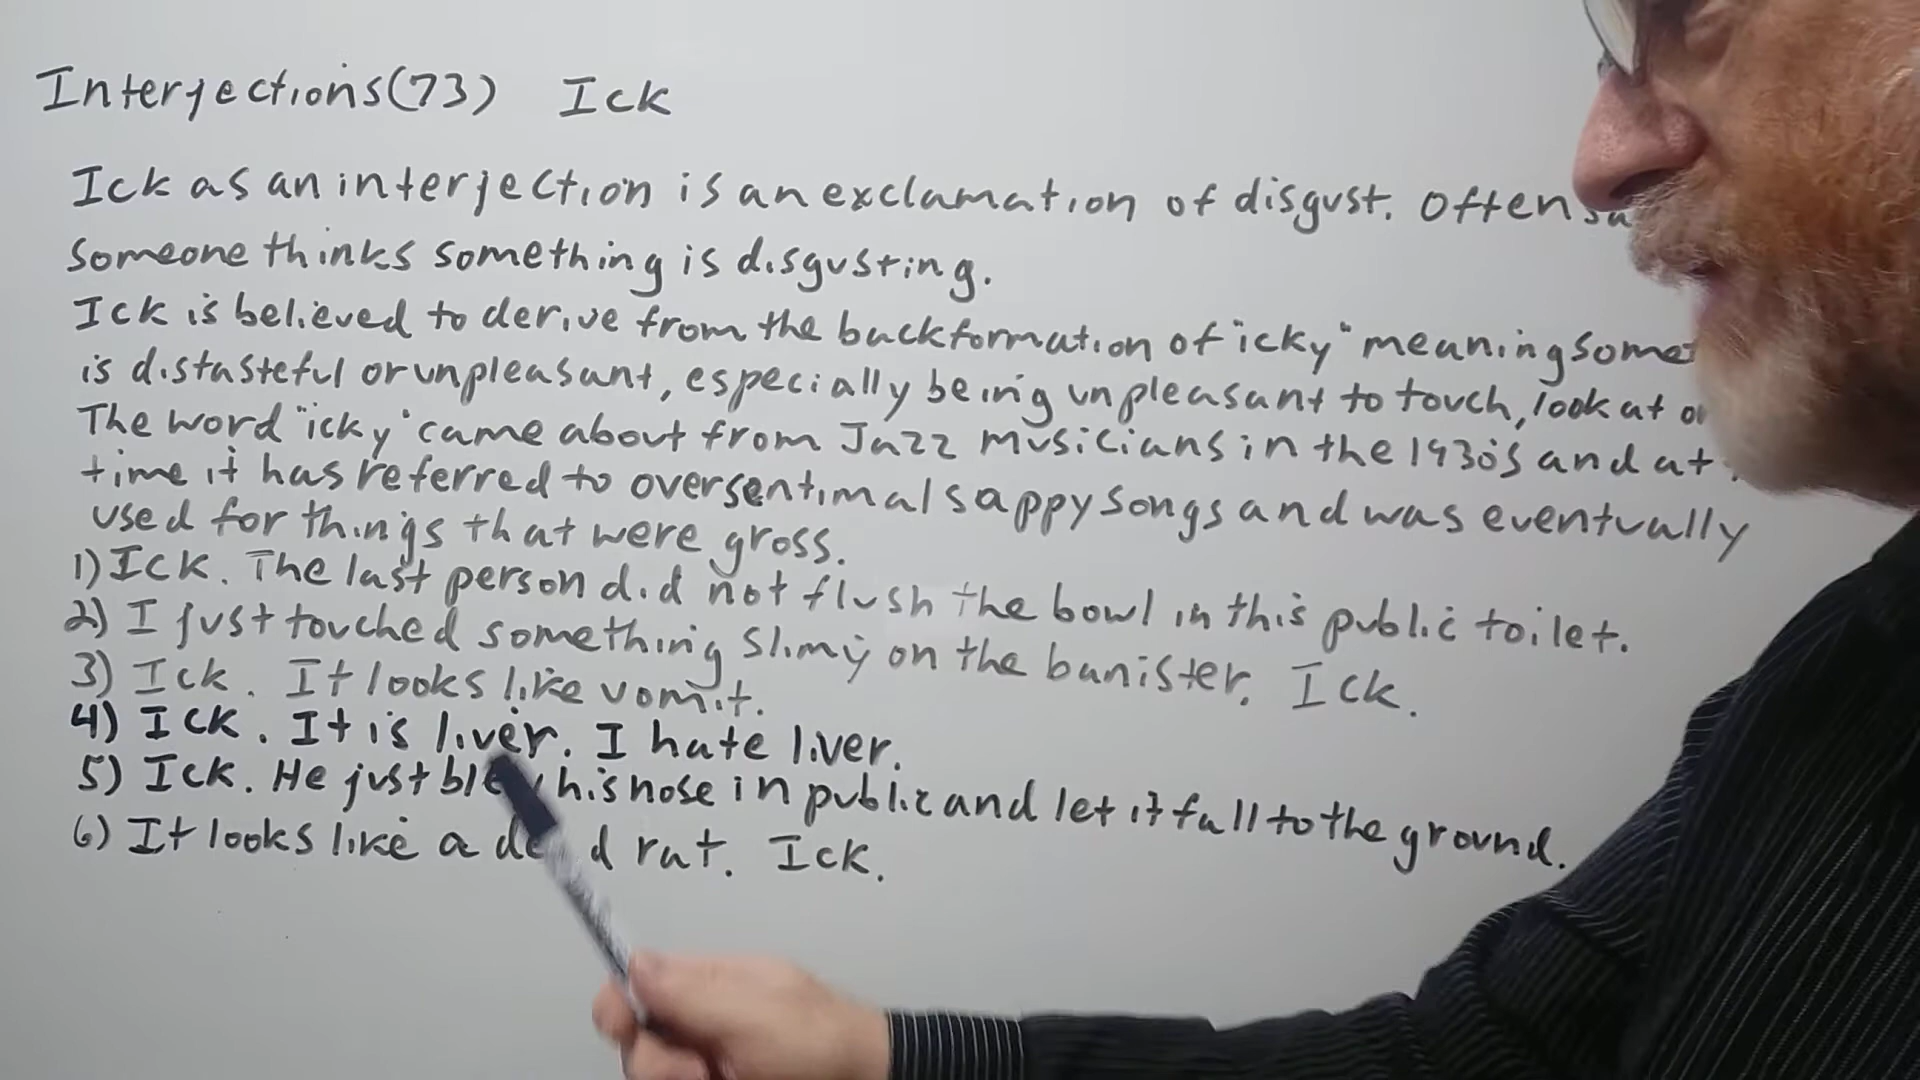 Interjections(73) Ick
Ick as an interjection is an exclamation of disgust. Often
someone thinks something is disgusting.
Ick is believed to derive from the backformation of "icky" meaning
is distasteful or unpleasant, especially being unpleasant to touch, look at
The word "icky" came about from Jazz musicians in the 1930's and at
time it has referred to oversentimal sappy songs and was eventually
used for things that were gross.
1) Ick. The last person did not flush the bowl in this public toilet.
2) I just touched something slimy on the banister. Ick.
3) Ick. It looks like vomit.
4) Ick. It is liver. I hate liver.
5) Ick. He just his nose in public and let it fall to the ground.
6) It looks like a rat. Ick.